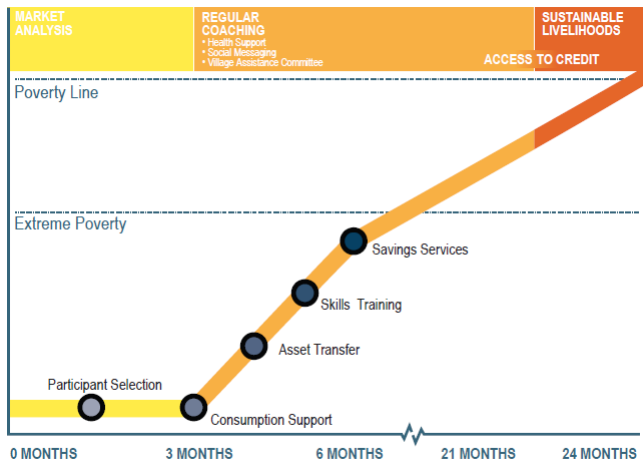 MARKET
ANALYSIS
REGULAR
COACHING
• Health Support
• Social Messaging
• Village Assistance Committee
SUSTAINABLE
LIVELIHOODS
ACCESS TO CREDIT
Poverty Line
Extreme Poverty
Savings Services
Skills Training
Asset Transfer
Participant Selection
Consumption Support
0 MONTHS
3 MONTHS
6 MONTHS
21 MONTHS
24 MONTHS